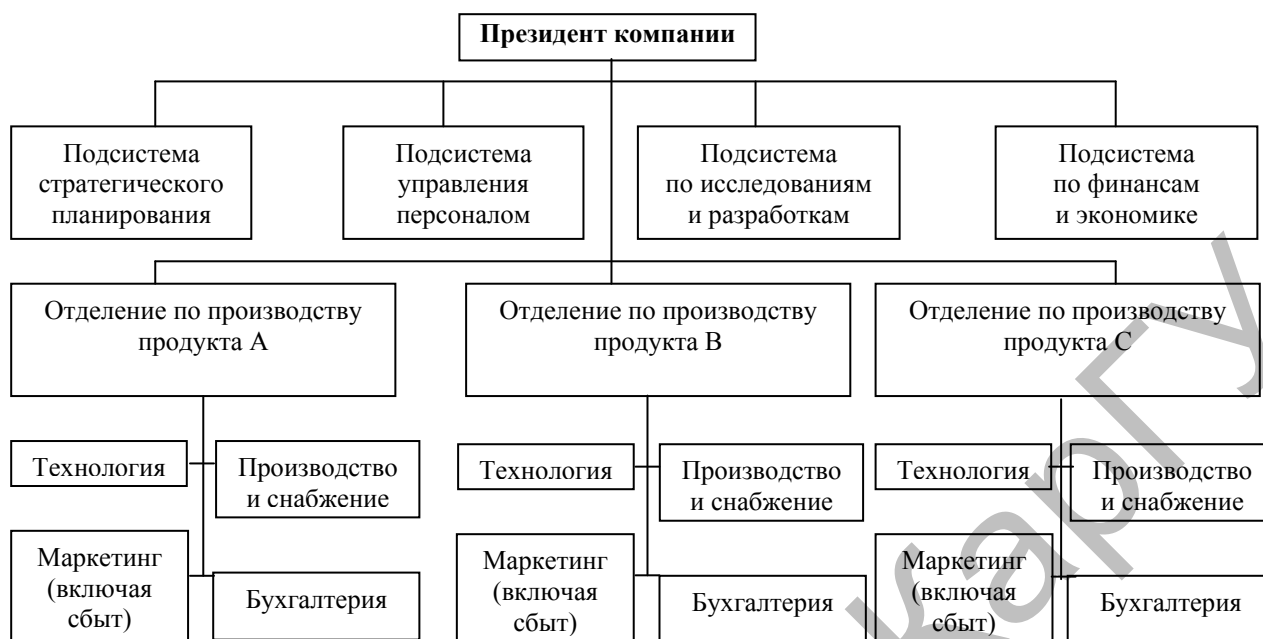 Президент компании
Подсистема
стратегического
планирования
Подсистема
управления
персоналом
Подсистема
по исследованиям
и разработкам
Подсистема
по финансам
и экономике
Отделение по производству
продукта А
Отделение по производству
продукта В
Отделение по производству
продукта С
Технология
Производство
и снабжение
Технология
Производство
и снабжение
Технология
Производство
и снабжение
Маркетинг
(включая
сбыт)
Бухгалтерия
Маркетинг
(включая
сбыт)
Бухгалтерия
Маркетинг
(включая
сбыт)
Бухгалтерия
КарГУ